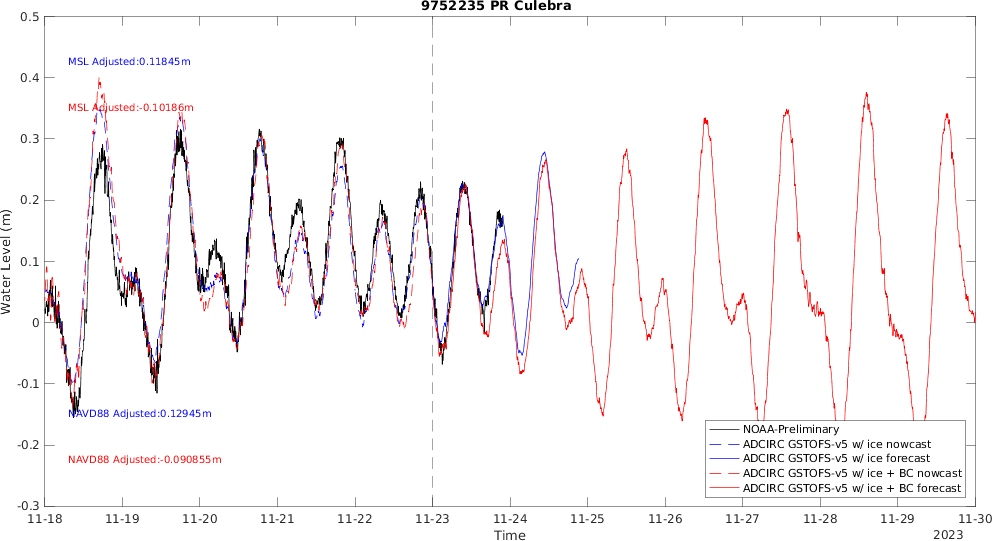 9752235 PR Culebra
0.5
0.4
0.3
0.2
0.1
0
-0.1
-0.2
-0.3
Water Level (m)
MSL Adjusted:0.11845m
MSL Adjusted:-0.10186m
NAVD88 Adjusted:0.12945m
NAVD88 Adjusted:-0.090855m
NOAA-Preliminary
ADCIRC GSTOFS-v5 w/ ice nowcast
ADCIRC GSTOFS-v5 w/ ice forecast
ADCIRC GSTOFS-v5 w/ ice + BC nowcast
ADCIRC GSTOFS-v5 w/ ice + BC forecast
11-18 11-19 11-20 11-21 11-22 11-23 11-24 11-25 11-26 11-27 11-28 11-29 11-30
Time
2023